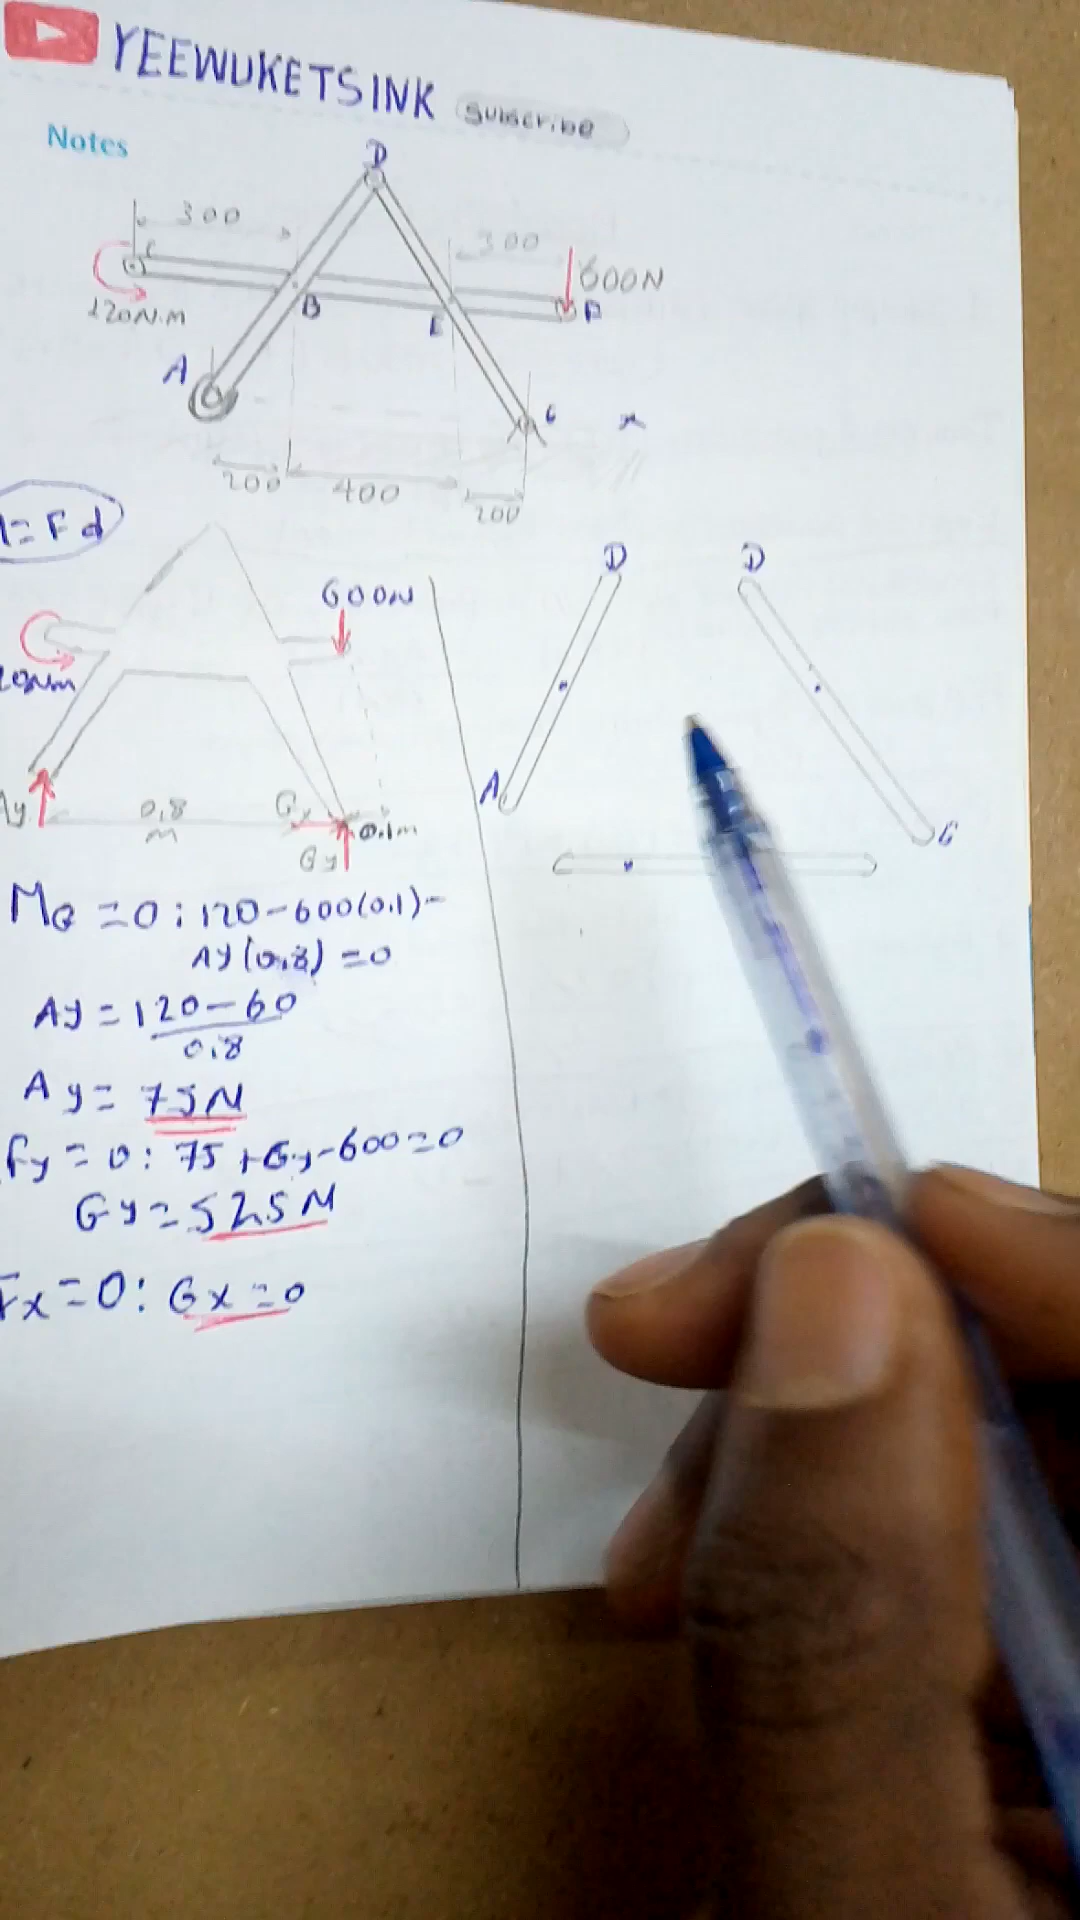 YEEWUKETSINK subscribe
Notes
D
300
300
C
600N
120N.M
B
E
F
A
G
x
200
400
200
M=Fd
D
D
600N
20Nm
A
Ay
0,8
m
Gx
0.1m
Gy
G
MG =0: 120-600(0.1)-
Ay(0.8) =0
Ay = 120-60
0.8
Ay = 75N
Fy = 0: 75 +Gy-600=0
Gy=525N
Fx=0: Gx=0